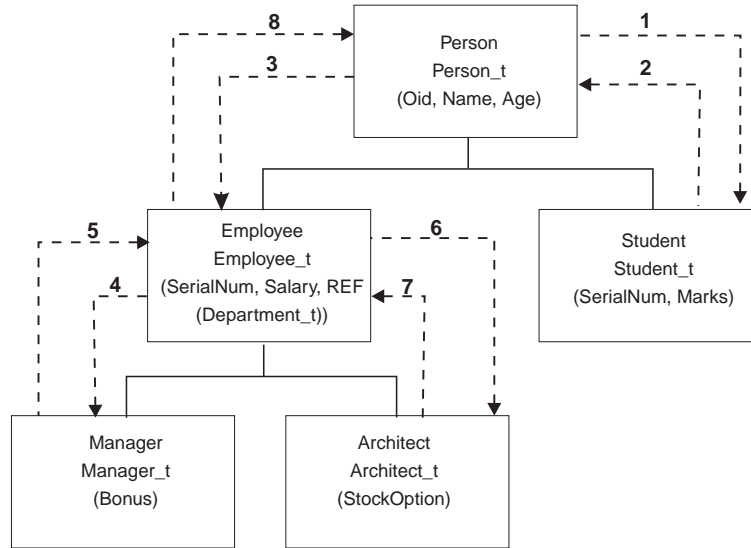 8
1
3
2
Person
Person_t
(Oid, Name, Age)
5
4
Employee
Employee_t
(SerialNum, Salary, REF
(Department_t))
6
7
Student
Student_t
(SerialNum, Marks)
Manager
Manager_t
(Bonus)
Architect
Architect_t
(StockOption)